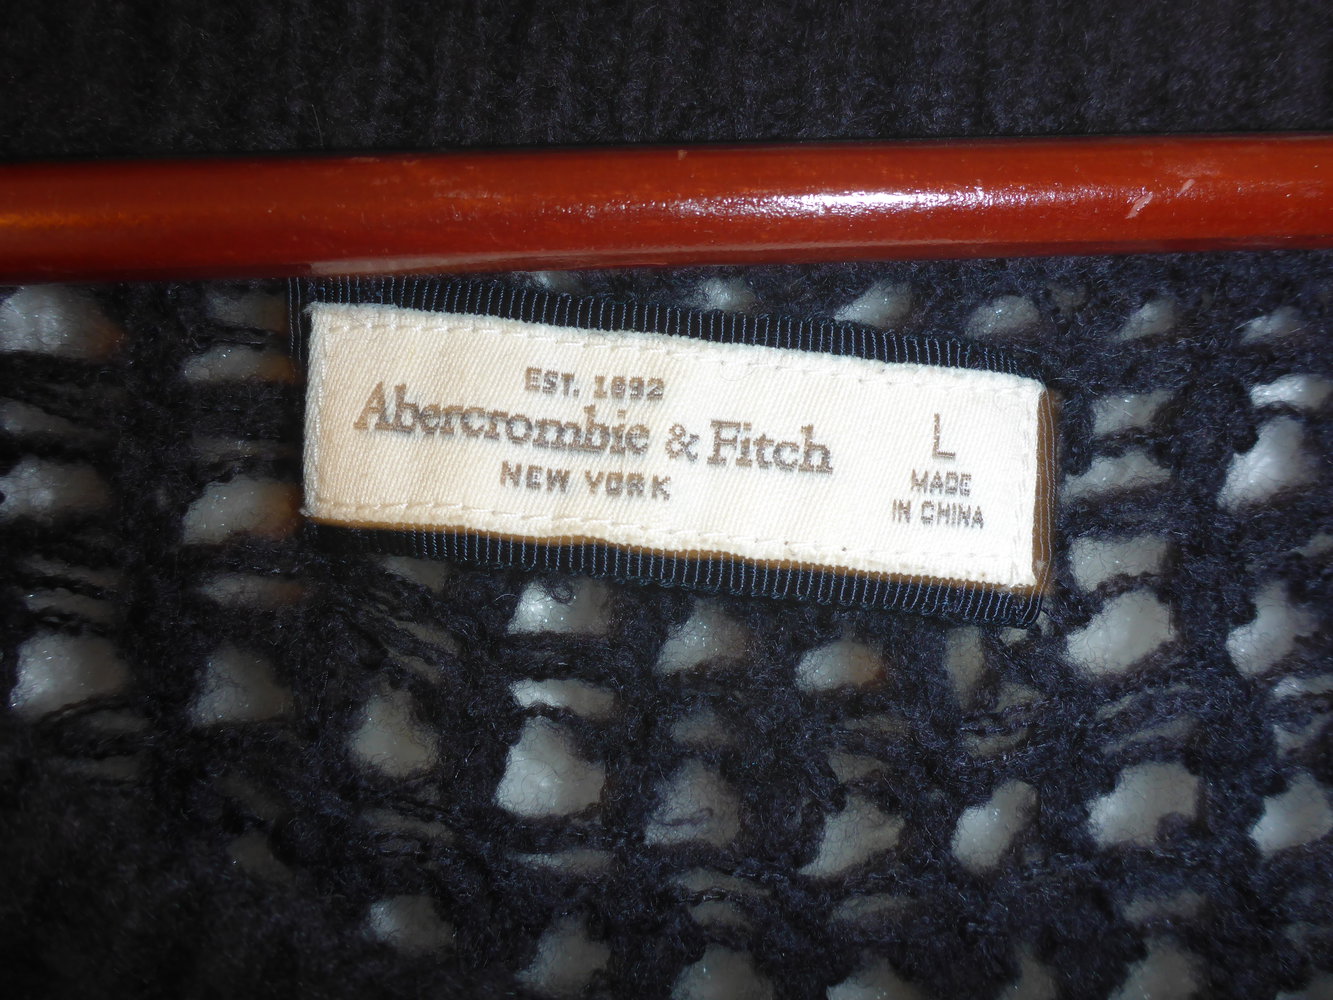 EST. 1892
Abercrombie & Fitch
NEW YORK
L
MADE
IN CHINA